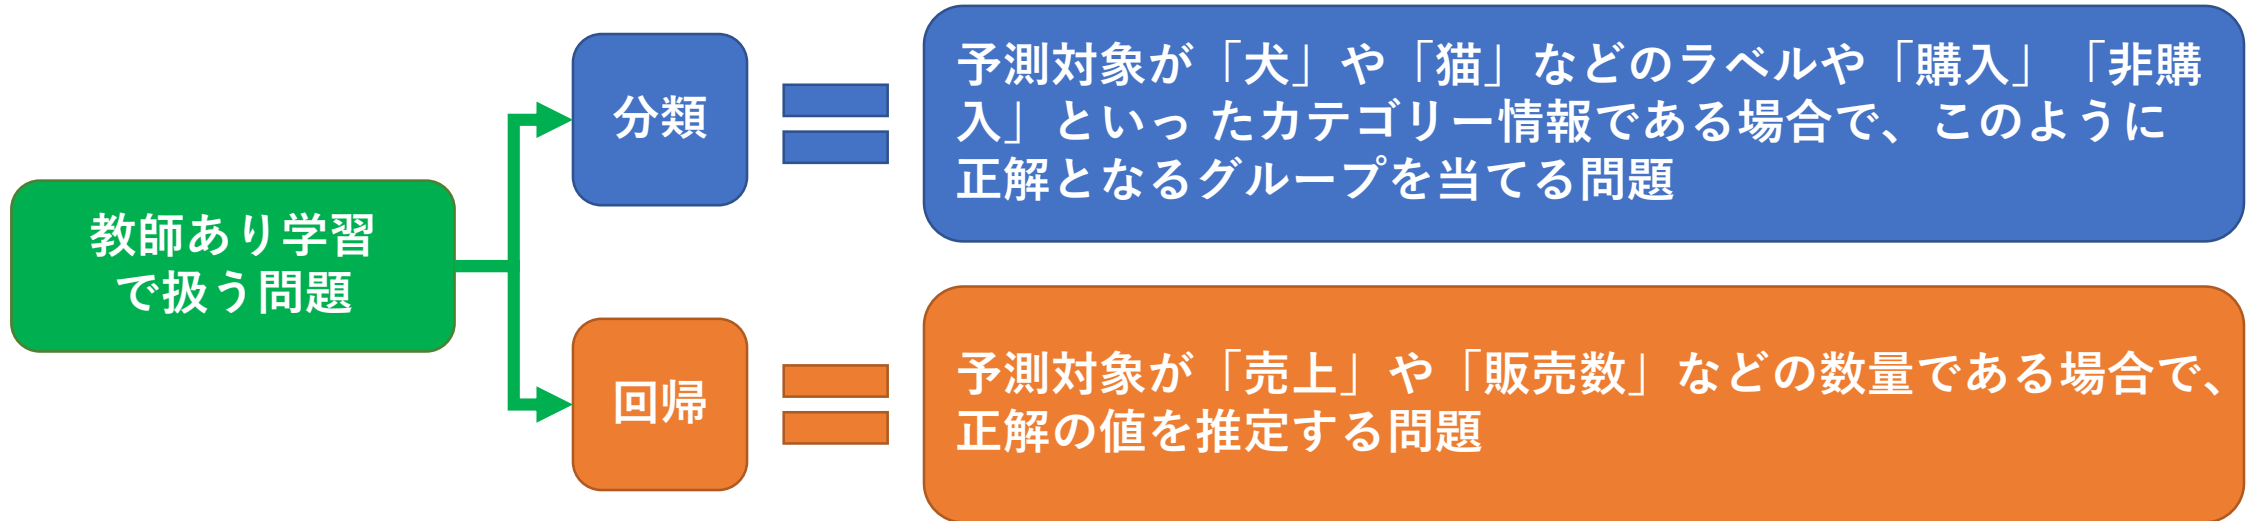 教師あり学習
で扱う問題
分類
予測対象が「犬」や「猫」などのラベルや「購入」「非購
入」といっ たカテゴリー情報である場合で、このように
正解となるグループを当てる問題
回帰
予測対象が「売上」や「販売数」などの数量である場合で、
正解の値を推定する問題